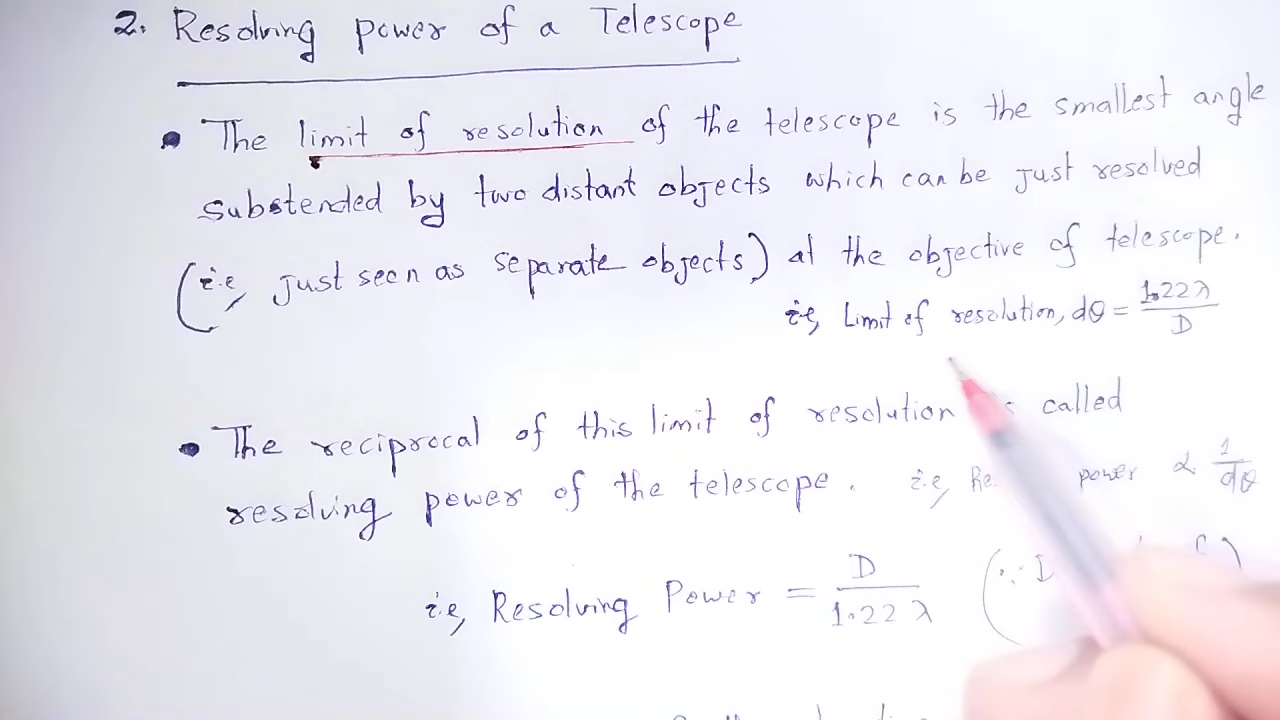 2. Resolving power of a Telescope
• The limit of resolution of the telescope is the smallest angle
substended by two distant objects which can be just resolved
(i.e, just seen as separate objects) at the objective of telescope.
ie, Limit of resolution, dθ = 1.22λ / D
• The reciprocal of this limit of resolution called
resolving power of the telescope. i.e, power ∝ 1 / dθ
i.e, Resolving Power = D / 1.22 λ (∵